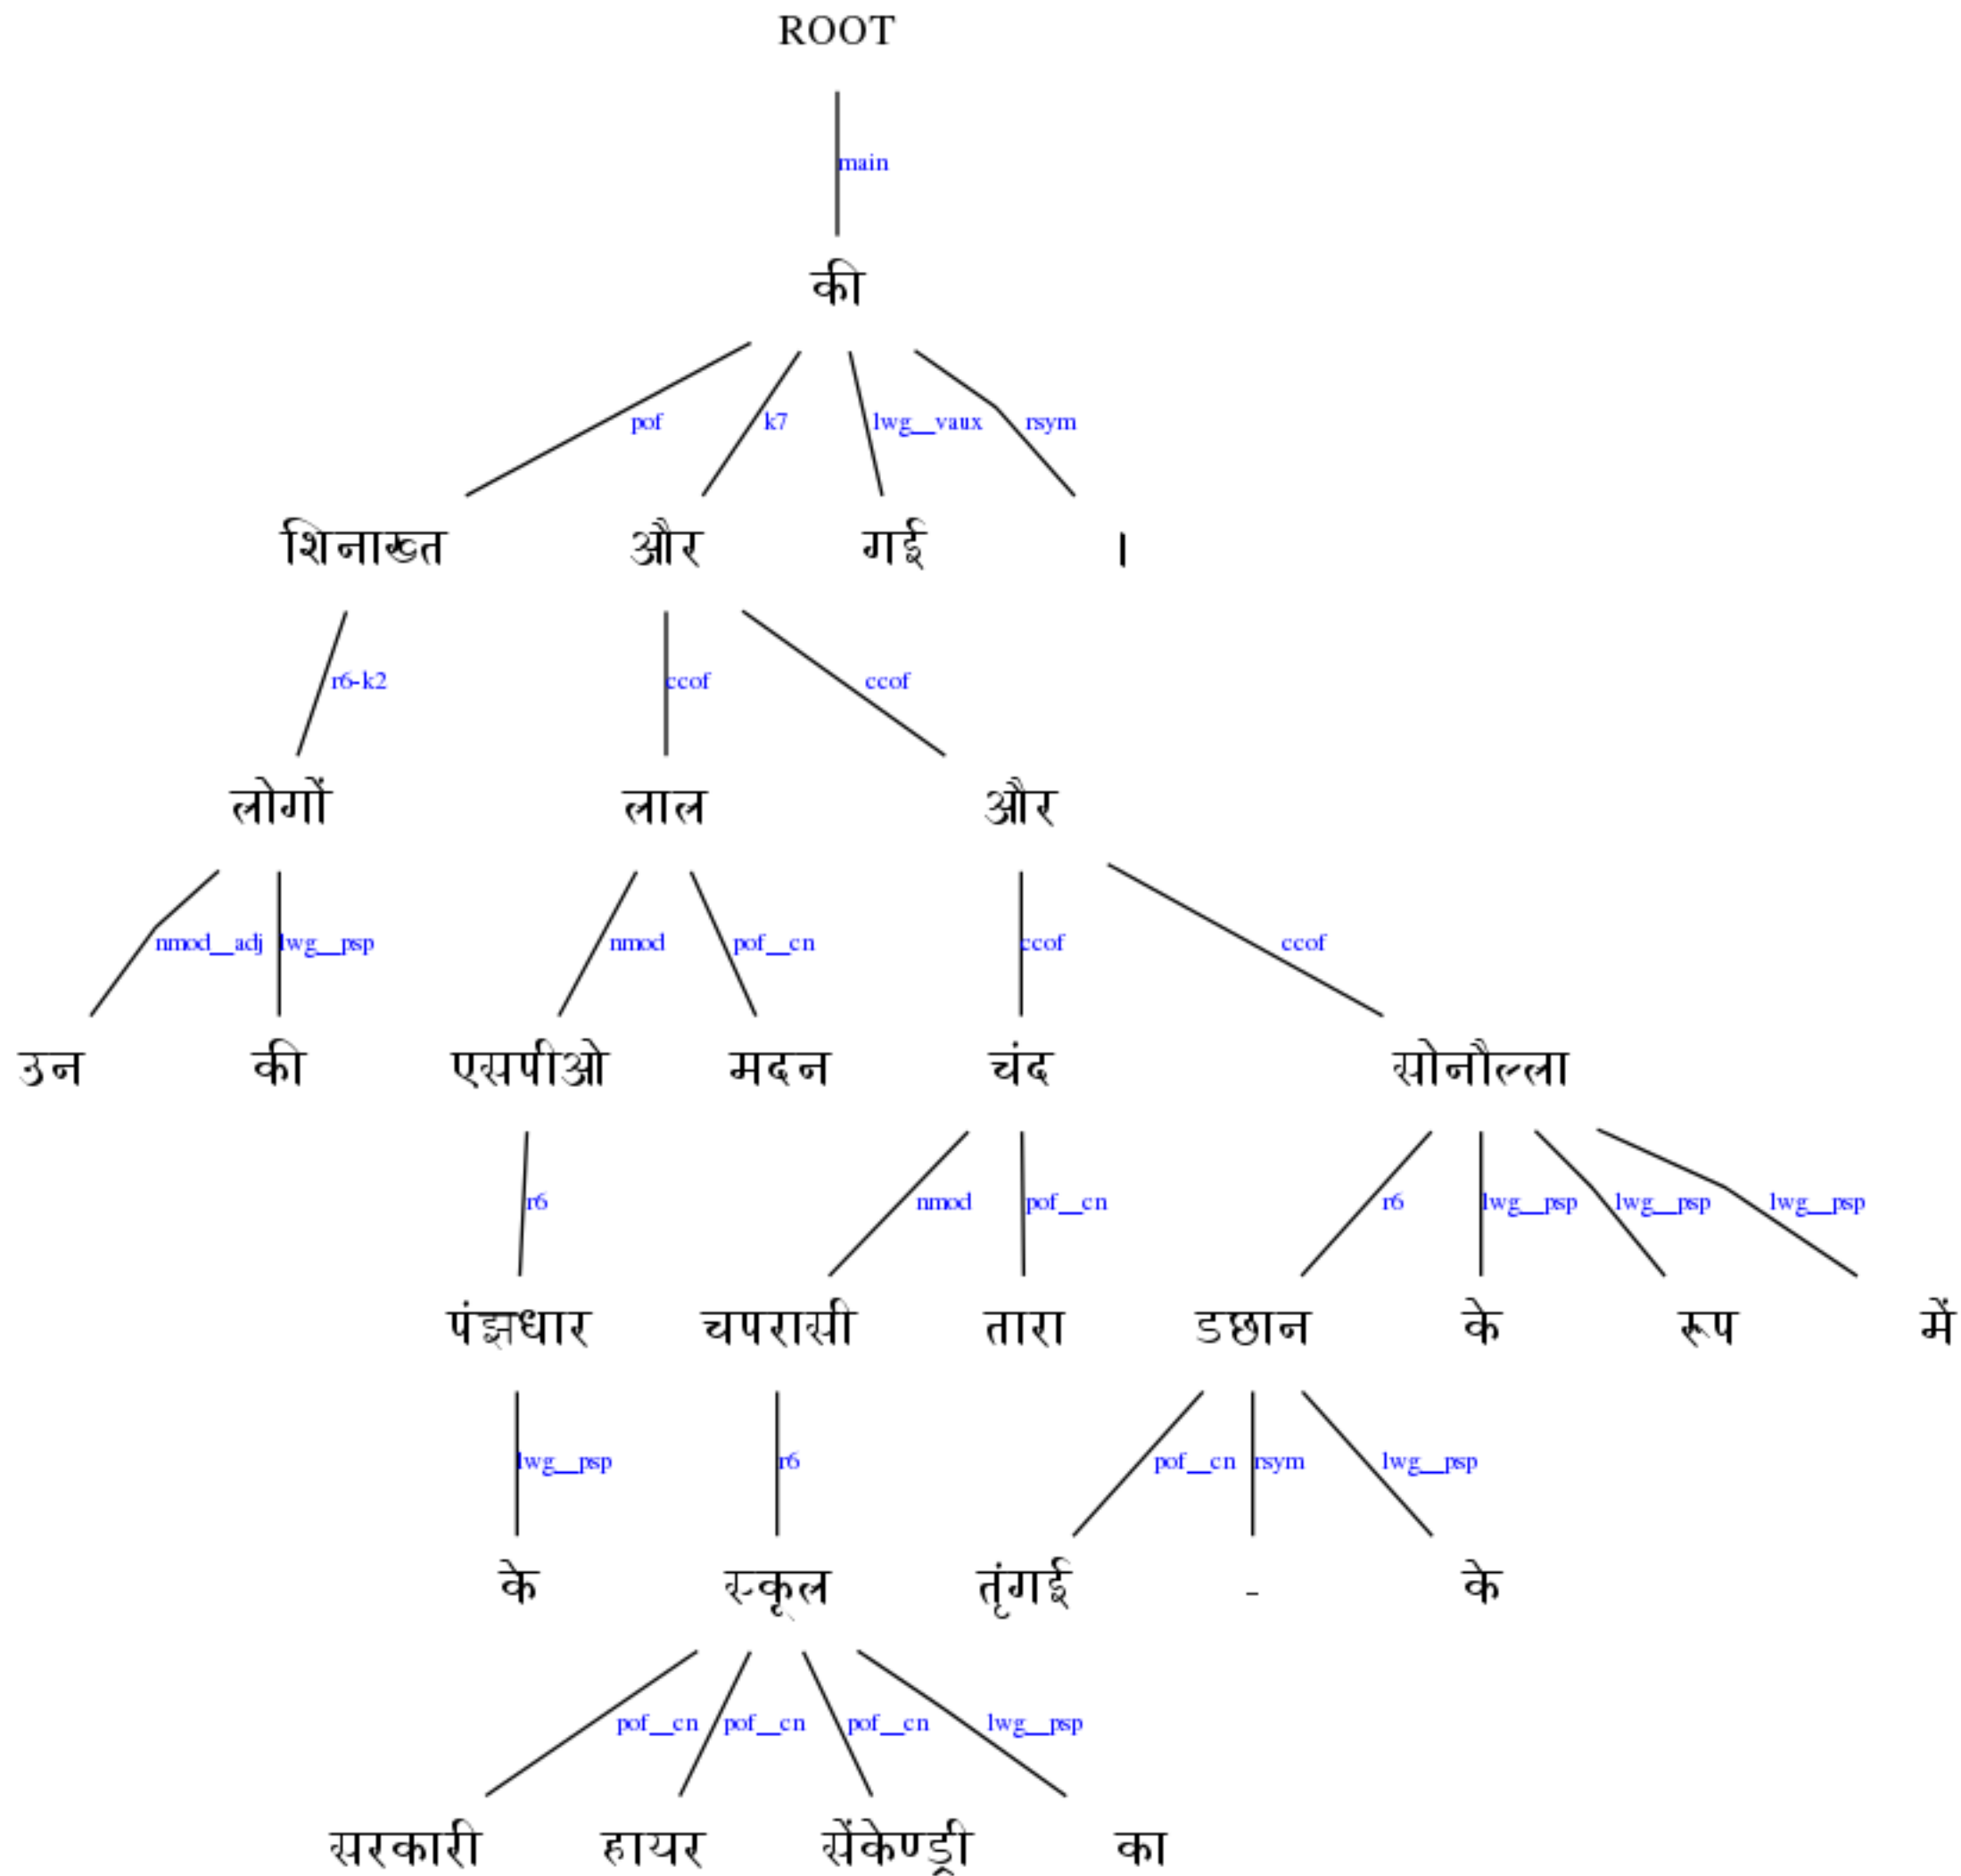 ROOT
main
की
pof k7 lwg__vaux rsym
शिनाख्त और गई ।
r6-k2 ccof ccof
लोगों लाल और
nmod__adj lwg__psp nmod pof__cn ccof ccof
उन की एसपीओ मदन चंद सोनौल्ला
r6 nmod pof__cn r6 lwg__psp lwg__psp lwg__psp
पंझधार चपरासी तारा डछान के रूप में
lwg__psp r6 pof__cn rsym lwg__psp
के स्कूल तृंगई - के
pof__cn pof__cn pof__cn lwg__psp
सरकारी हायर सेंकेण्ड्री का